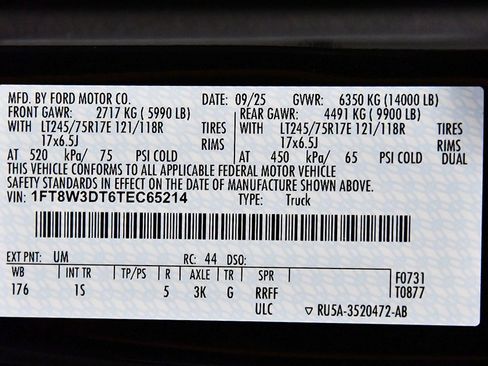 MFD. BY FORD MOTOR CO. DATE: 09/25 GVWR: 6350 KG (14000 LB)
FRONT GAWR: 2717 KG ( 5990 LB) REAR GAWR: 4491 KG ( 9900 LB)
WITH LT245/75R17E 121/118R TIRES WITH LT245/75R17E 121/118R TIRES
17x6.5J RIMS 17x6.5J RIMS
AT 520 kPa/ 75 PSI COLD AT 450 kPa/ 65 PSI COLD DUAL
THIS VEHICLE CONFORMS TO ALL APPLICABLE FEDERAL MOTOR VEHICLE
SAFETY STANDARDS IN EFFECT ON THE DATE OF MANUFACTURE SHOWN ABOVE.
VIN: 1FT8W3DT6TEC65214 TYPE: Truck
EXT PNT: UM RC: 44 DSO:
WB INT TR TP/PS R AXLE TR SPR F0731
176 1S 5 3K G RRFF T0877
ULC RU5A-3520472-AB